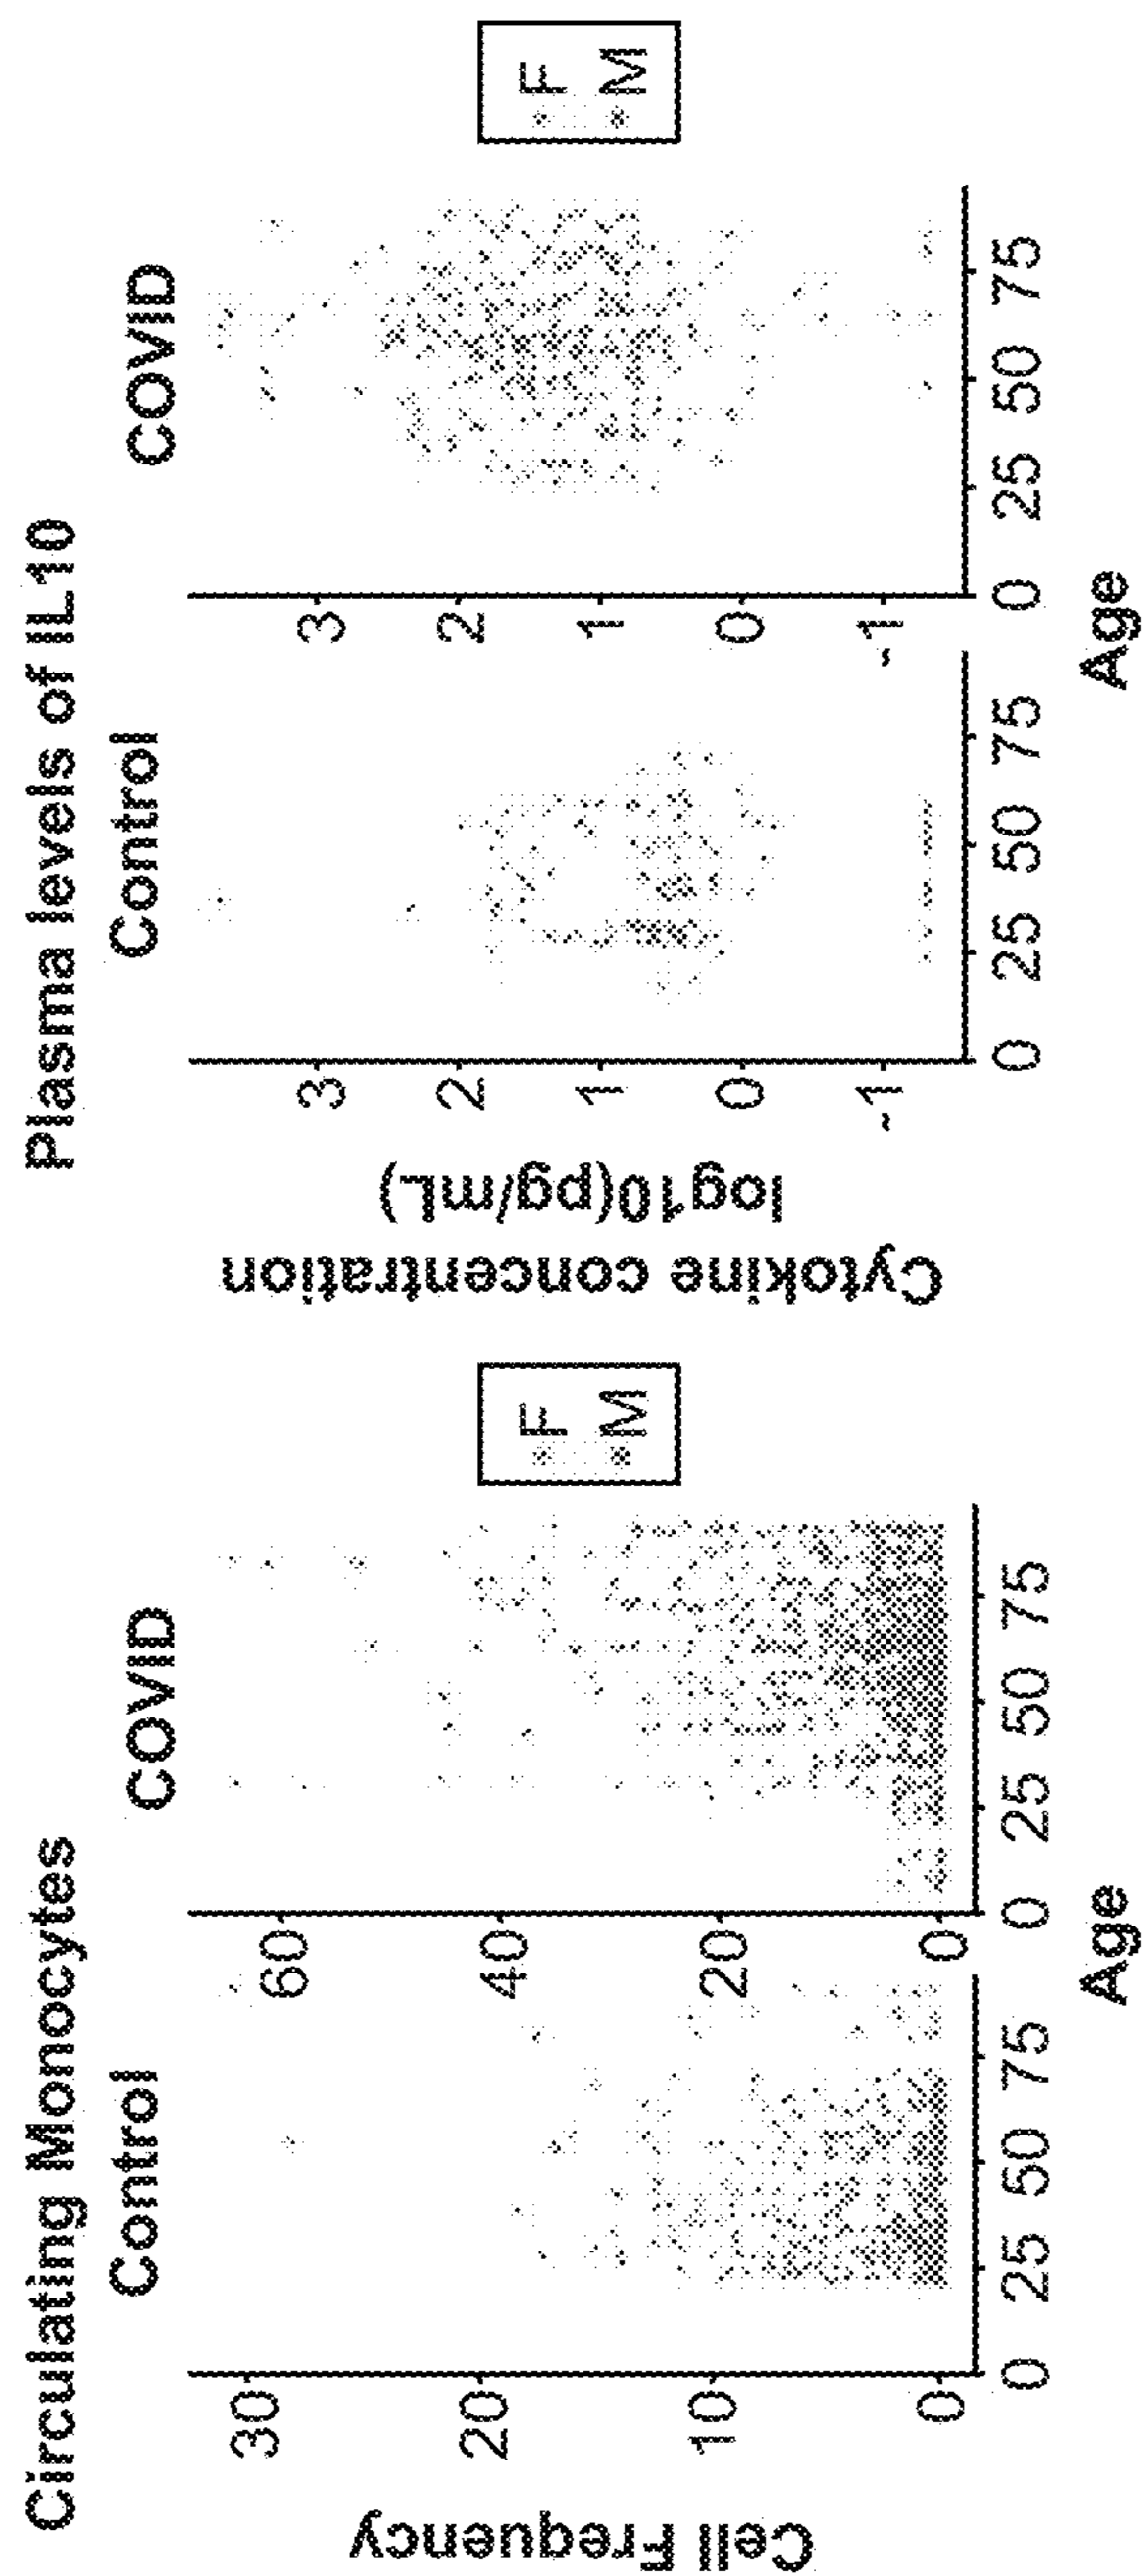 Circulating Monocytes
Control
COVID
Cell Frequency
30
20
10
0
0 25 50 75
60
40
20
0
0 25 50 75
Age
F
M
Plasma levels of IL10
Control
COVID
Cytokine concentration
log10(pg/mL)
3
2
1
0
-1
0 25 50 75
3
2
1
0
-1
0 25 50 75
Age
F
M